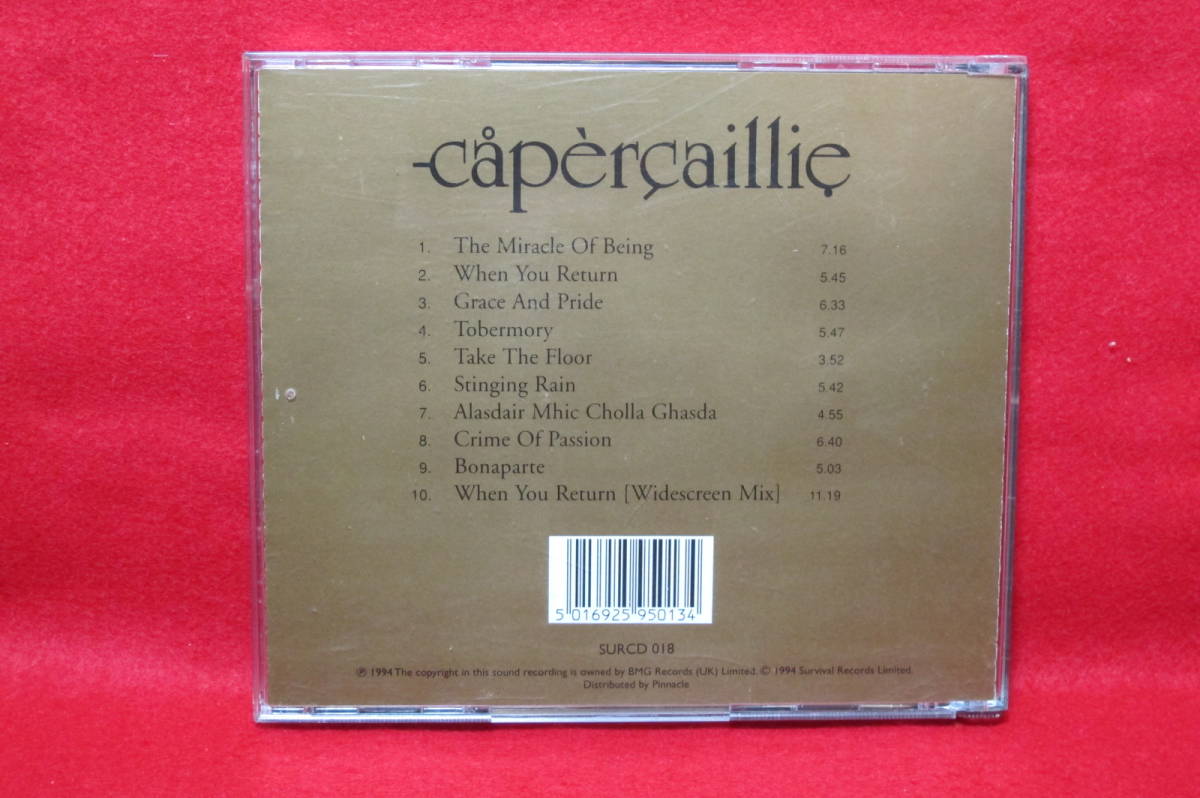 cåpèrçaillię
1. The Miracle Of Being 7.16
2. When You Return 5.45
3. Grace And Pride 6.33
4. Tobermory 5.47
5. Take The Floor 3.52
6. Stinging Rain 5.42
7. Alasdair Mhic Cholla Ghasda 4.55
8. Crime Of Passion 6.40
9. Bonaparte 5.03
10. When You Return [Widescreen Mix] 11.19
5 016925 950134
SURCD 018
℗ 1994 The copyright in this sound recording is owned by BMG Records (UK) Limited. © 1994 Survival Records Limited.
Distributed by Pinnacle